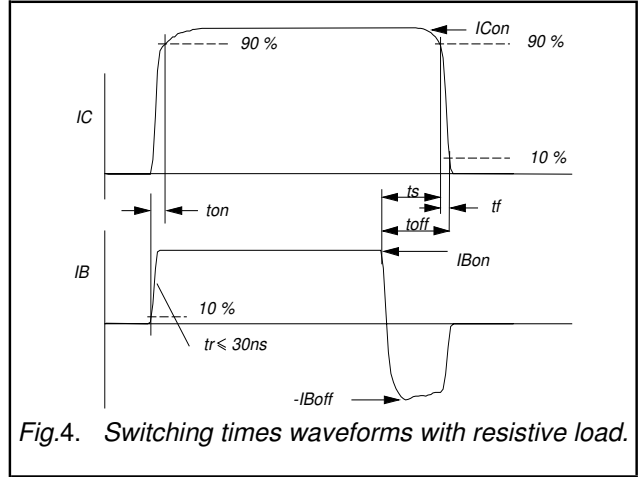 ICon
90 %
90 %
IC
10 %
ts
ton
tf
toff
IB
IBon
10 %
tr ≤ 30ns
-IBoff
Fig.4. Switching times waveforms with resistive load.